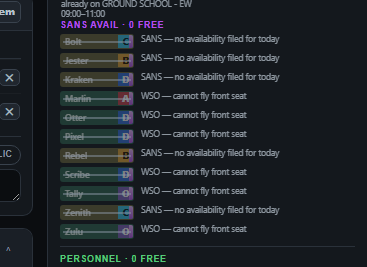 already on GROUND SCHOOL - EW
09:00–11:00
SANS AVAIL · 0 FREE
em
Bolt C SANS — no availability filed for today
Jester B SANS — no availability filed for today
Kraken D SANS — no availability filed for today
Marlin A WSO — cannot fly front seat
Otter D WSO — cannot fly front seat
Pixel D WSO — cannot fly front seat
Rebel B SANS — no availability filed for today
LIC
Scribe D WSO — cannot fly front seat
Tally O WSO — cannot fly front seat
Zenith C SANS — no availability filed for today
Zulu O WSO — cannot fly front seat
PERSONNEL · 0 FREE